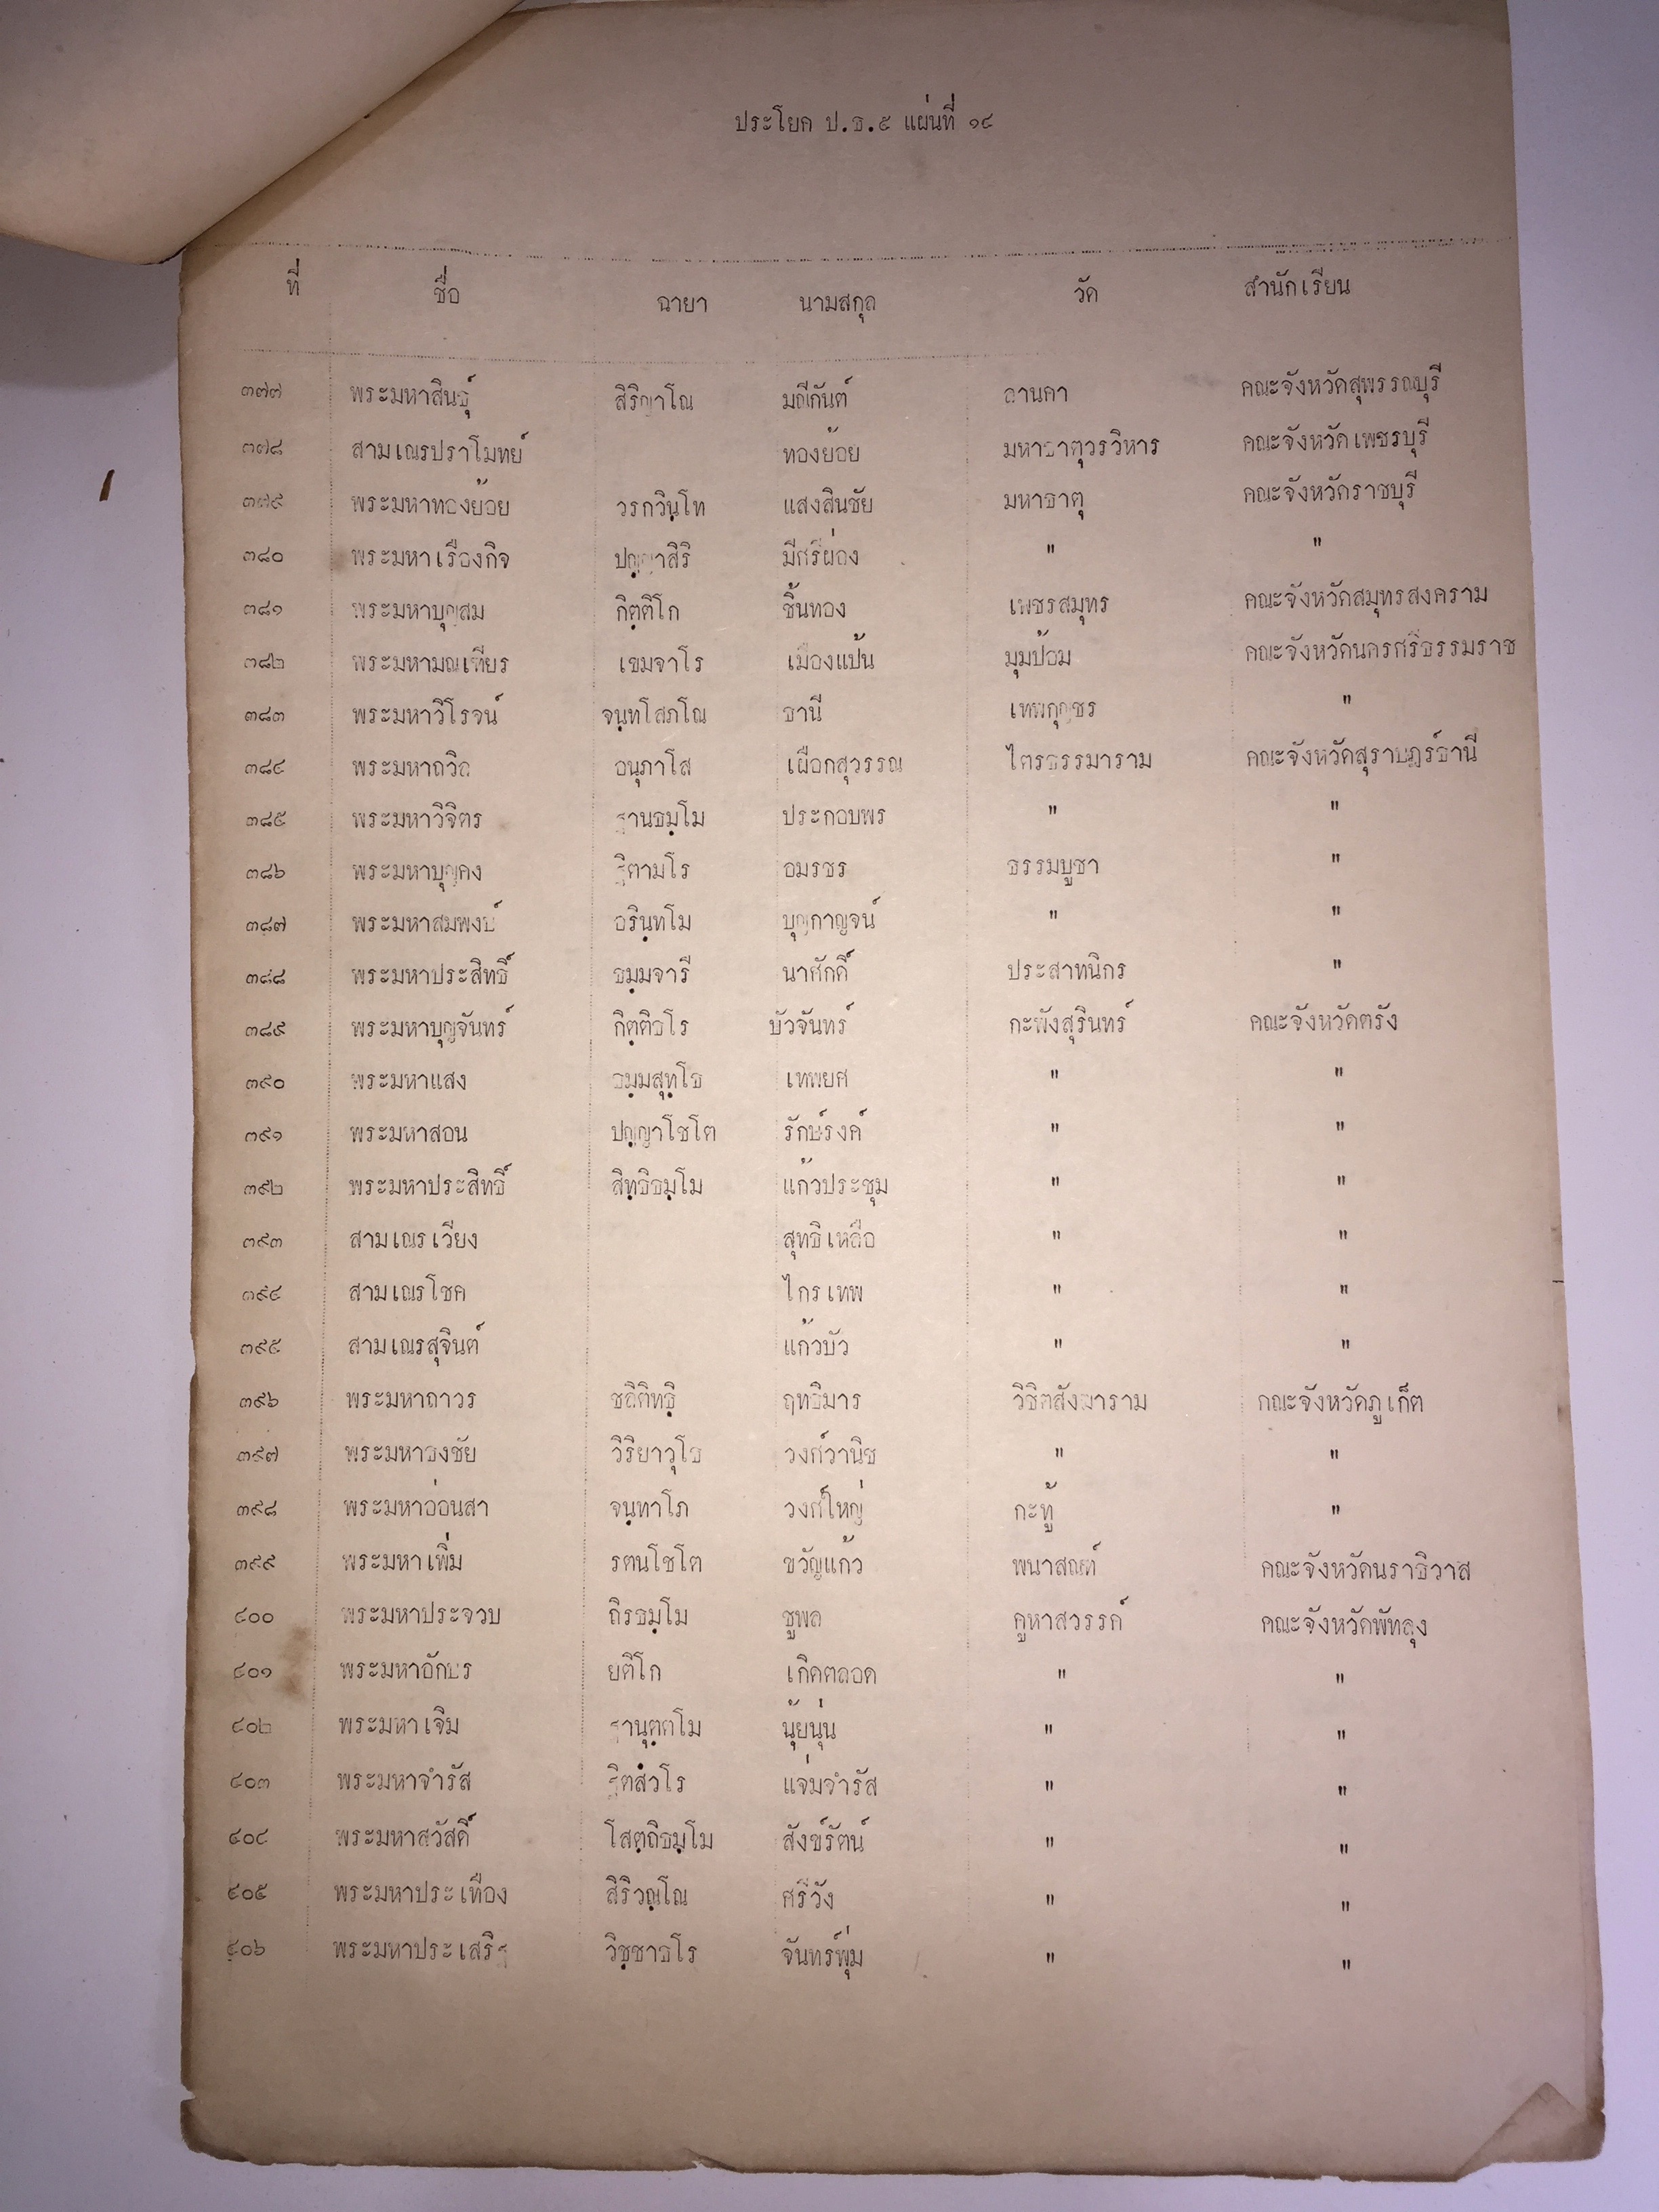 ประโยค ป.ธ.๕ แผ่นที่ ๑๔
ที่ ชื่อ ฉายา นามสกุล วัด สำนักเรียน
๓๗๗ พระมหาสินธุ์ สิริญาโณ มณีกันต์ ลานคา คณะจังหวัดสุพรรณบุรี
๓๗๘ สามเณรปราโมทย์ ทองย้อย มหาธาตุวรวิหาร คณะจังหวัดเพชรบุรี
๓๗๙ พระมหาทองย้อย วรกวินฺโท แสงสินชัย มหาธาตุ คณะจังหวัดราชบุรี
๓๘๐ พระมหาเรืองกิจ ปญฺญาสิริ มีศรีผ่อง " "
๓๘๑ พระมหาบุญสม กิตฺติโก ชิ้นทอง เพชรสมุทร คณะจังหวัดสมุทรสงคราม
๓๘๒ พระมหามณเฑียร เขมจาโร เมืองแป้น มุมป้อม คณะจังหวัดนครศรีธรรมราช
๓๘๓ พระมหาวิโรจน์ จนฺทโสภโณ ธานี เทพกุญชร "
๓๘๔ พระมหาถวิล อนุภาโส เผือกสุวรรณ ไตรธรรมาราม คณะจังหวัดสุราษฎร์ธานี
๓๘๕ พระมหาวิจิตร ฐานธมฺโม ประกอบพร " "
๓๘๖ พระมหาบุญคง ฐิตามโร อมรชร ธรรมบูชา "
๓๘๗ พระมหาสมพงษ์ อรินฺทโม บุญกาญจน์ " "
๓๘๘ พระมหาประสิทธิ์ ธมฺมจารี นาศักดิ์ ประสาทนิกร "
๓๘๙ พระมหาบุญจันทร์ กิตฺติธโร บัวจันทร์ กะพังสุรินทร์ คณะจังหวัดตรัง
๓๙๐ พระมหาแสง ธมฺมสุทฺโธ เทพยศ " "
๓๙๑ พระมหาสอน ปญฺญาโชโต รักษ์รงค์ " "
๓๙๒ พระมหาประสิทธิ์ สิทฺธิธมฺโม แก้วประชุม " "
๓๙๓ สามเณรเวียง สุทธิเหลือ " "
๓๙๔ สามเณรโชค ไกรเทพ " "
๓๙๕ สามเณรสุจินต์ แก้วบัว " "
๓๙๖ พระมหาถาวร ชลิติทฺธิ ฤทธิมาร วิชิตสังฆาราม คณะจังหวัดภูเก็ต
๓๙๗ พระมหาธงชัย วิริยาวุโธ วงศ์วานิช " "
๓๙๘ พระมหาอ่อนสา จนฺทาโภ วงศ์ใหญ่ กะทู้ "
๓๙๙ พระมหาเพิ่ม รตนโชโต ขวัญแก้ว พนาสณฑ์ คณะจังหวัดนราธิวาส
๔๐๐ พระมหาประจวบ ถิรธมฺโม ชูพล คูหาสวรรค์ คณะจังหวัดพัทลุง
๔๐๑ พระมหาอักษร ยติโก เกิดตลอด " "
๔๐๒ พระมหาเจิม ฐานุตฺตโม นุ้ยนุ่น " "
๔๐๓ พระมหาจำรัส ฐิตสํวโร แจ่มจำรัส " "
๔๐๔ พระมหาสวัสดิ์ โสตฺถิธมฺโม สังข์รัตน์ " "
๔๐๕ พระมหาประเทือง สิริวณฺโณ ศรีวัง " "
๔๐๖ พระมหาประเสริฐ วิชฺชาธโร จันทร์พุ่ม " "